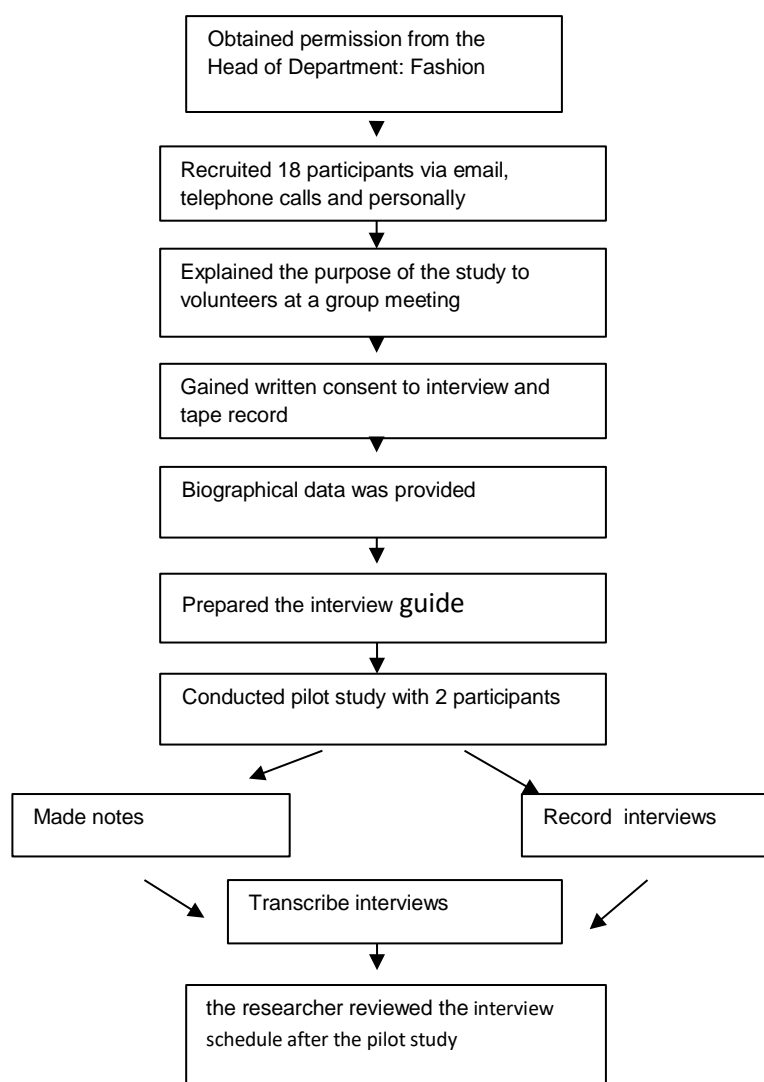 Obtained permission from the
Head of Department: Fashion
Recruited 18 participants via email,
telephone calls and personally
Explained the purpose of the study to
volunteers at a group meeting
Gained written consent to interview and
tape record
Biographical data was provided
Prepared the interview guide
Conducted pilot study with 2 participants
Made notes
Record interviews
Transcribe interviews
the researcher reviewed the interview
schedule after the pilot study